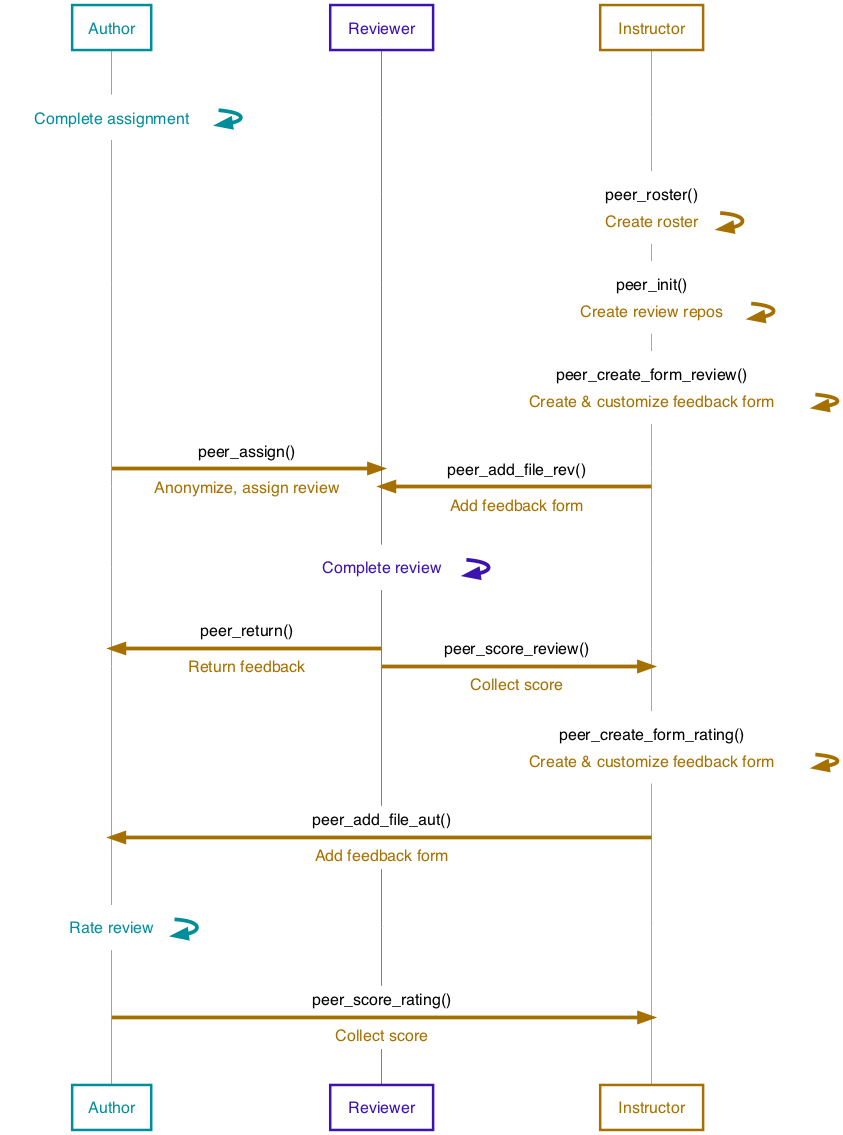 Author
Reviewer
Instructor
Complete assignment
peer_roster()
Create roster
peer_init()
Create review repos
peer_create_form_review()
Create & customize feedback form
peer_assign()
Anonymize, assign review
peer_add_file_rev()
Add feedback form
Complete review
peer_return()
Return feedback
peer_score_review()
Collect score
peer_create_form_rating()
Create & customize feedback form
peer_add_file_aut()
Add feedback form
Rate review
peer_score_rating()
Collect score
Author
Reviewer
Instructor